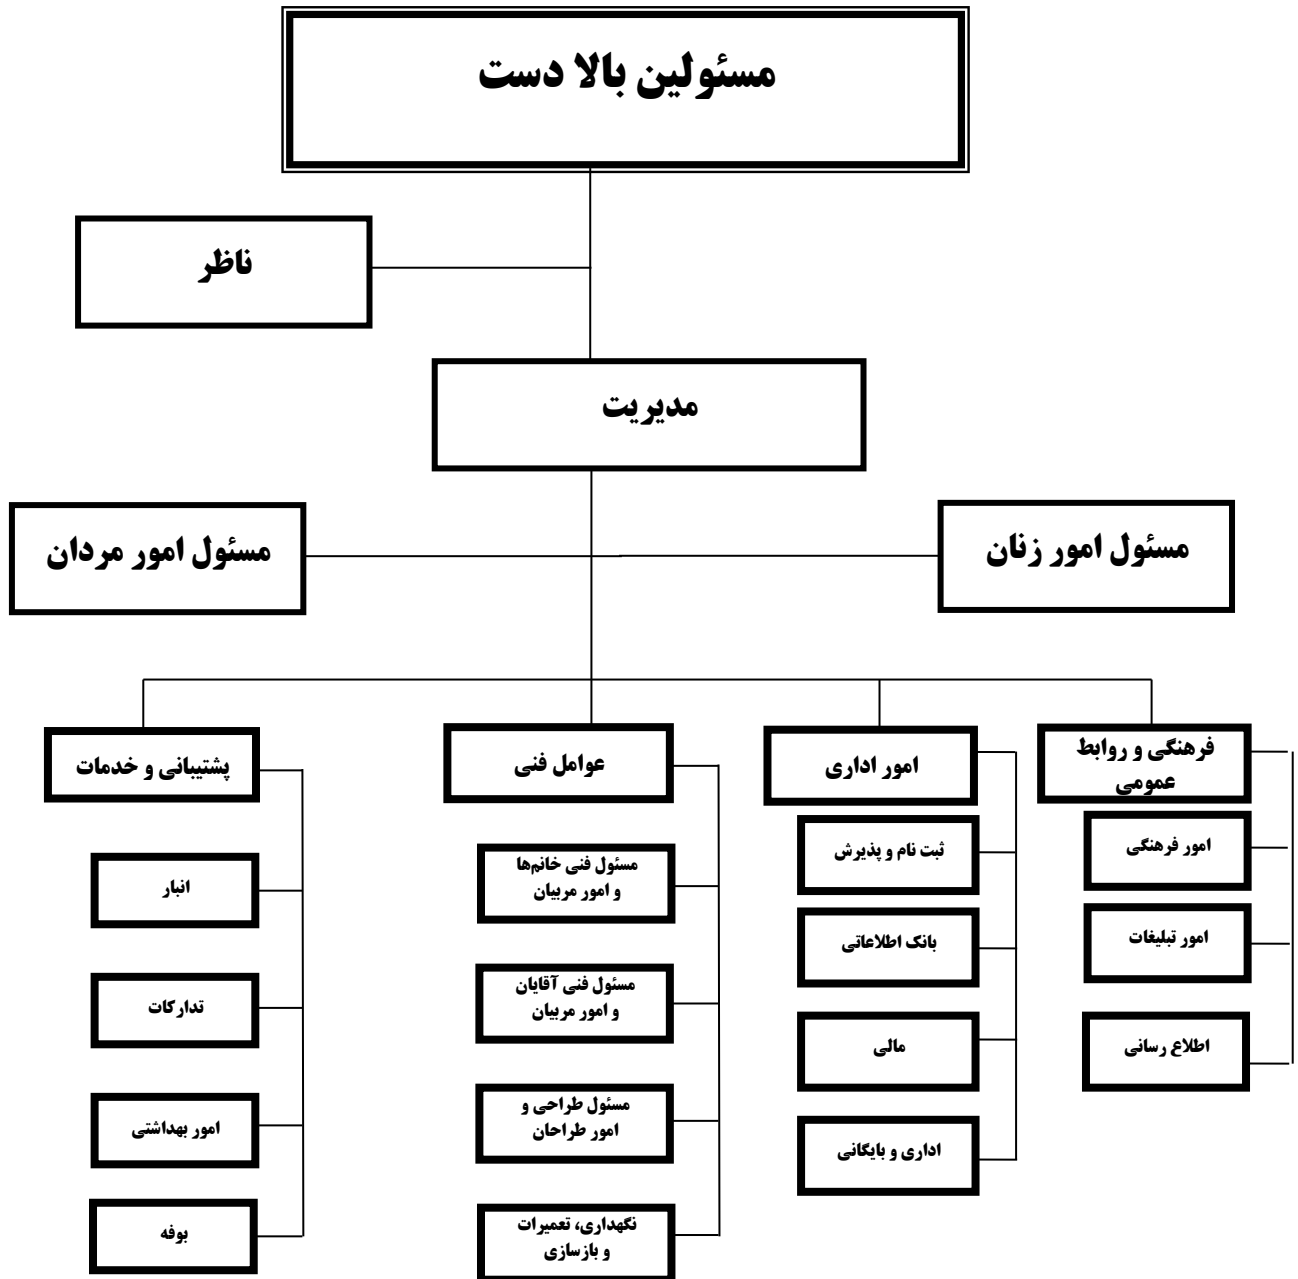 مسئولین بالا دست
ناظر
مدیریت
مسئول امور زنان
مسئول امور مردان
فرهنگی و روابط
عمومی
امور فرهنگی
امور تبلیغات
اطلاع رسانی
امور اداری
ثبت نام و پذیرش
بانک اطلاعاتی
مالی
اداری و بایگانی
عوامل فنی
مسئول فنی خانم‌ها
و امور مربیان
مسئول فنی آقایان
و امور مربیان
مسئول طراحی و
امور طراحان
نگهداری، تعمیرات
و بازسازی
پشتیبانی و خدمات
انبار
تدارکات
امور بهداشتی
بوفه